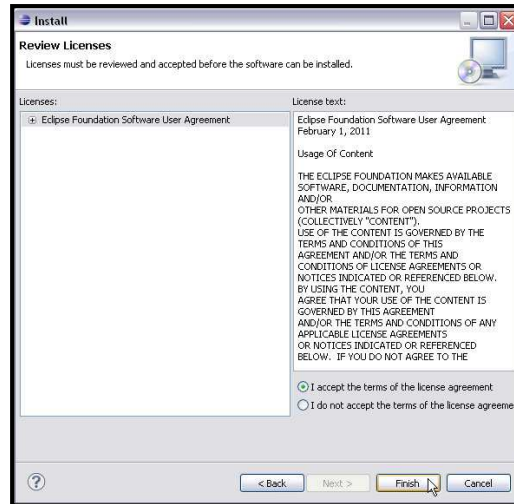 Install
Review Licenses
Licenses must be reviewed and accepted before the software can be installed.
Licenses:
Eclipse Foundation Software User Agreement
License text:
Eclipse Foundation Software User Agreement
February 1, 2011
Usage Of Content
THE ECLIPSE FOUNDATION MAKES AVAILABLE
SOFTWARE, DOCUMENTATION, INFORMATION
AND/OR
OTHER MATERIALS FOR OPEN SOURCE PROJECTS
(COLLECTIVELY "CONTENT").
USE OF THE CONTENT IS GOVERNED BY THE
TERMS AND CONDITIONS OF THIS
AGREEMENT AND/OR THE TERMS AND
CONDITIONS OF LICENSE AGREEMENTS OR
NOTICES INDICATED OR REFERENCED BELOW.
BY USING THE CONTENT, YOU
AGREE THAT YOUR USE OF THE CONTENT IS
GOVERNED BY THIS AGREEMENT
AND/OR THE TERMS AND CONDITIONS OF ANY
APPLICABLE LICENSE AGREEMENTS
OR NOTICES INDICATED OR REFERENCED
BELOW. IF YOU DO NOT AGREE TO THE
I accept the terms of the license agreement
I do not accept the terms of the license agreeme
? < Back Next > Finish Cancel